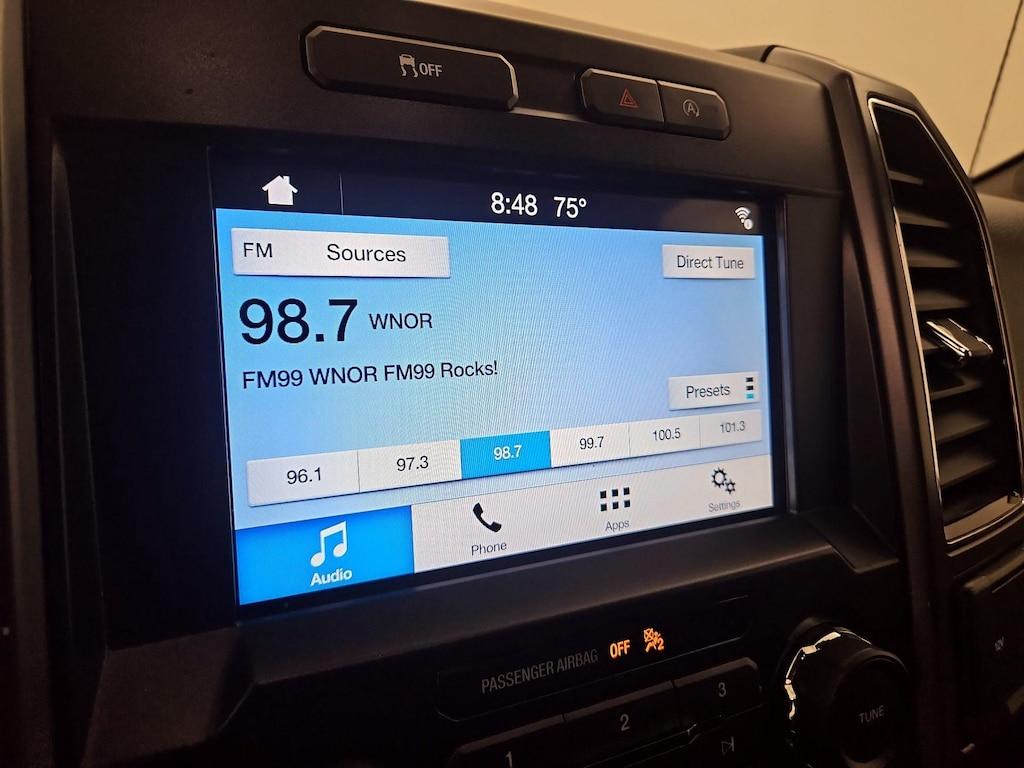 OFF
A
8:48 75°
FM Sources
Direct Tune
98.7 WNOR
FM99 WNOR FM99 Rocks!
Presets
96.1 97.3 98.7 99.7 100.5 101.3
Audio Phone Apps Settings
PASSENGER AIRBAG OFF 2
1 2 3
TUNE
12V